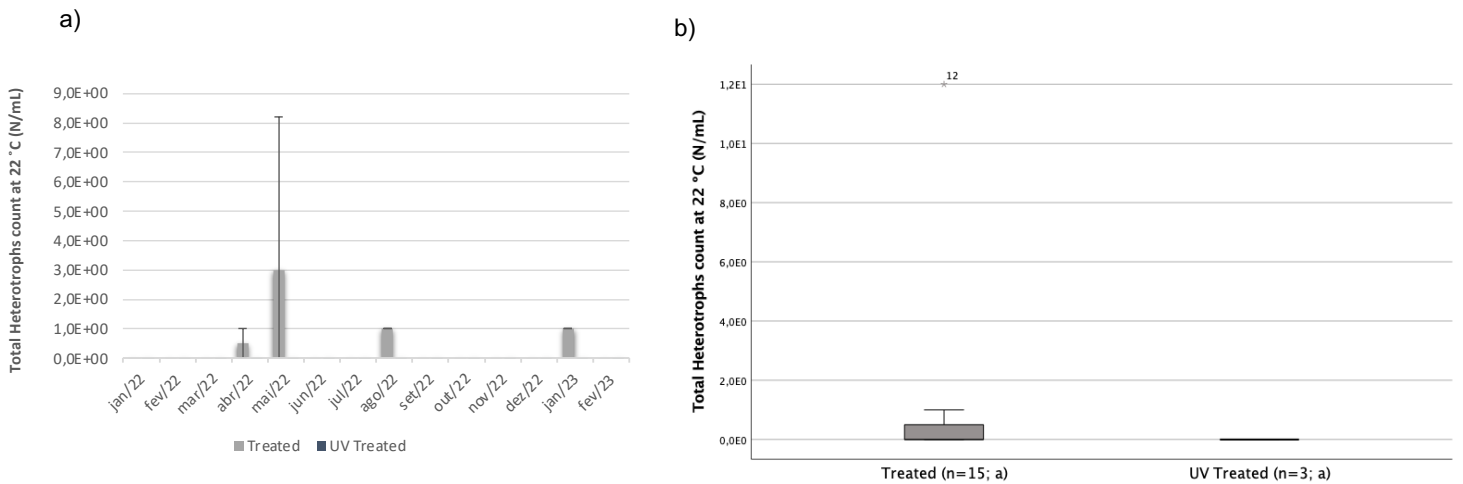 a)
Total Heterotrophs count at 22 ˚C (N/mL)
9,0E+00
8,0E+00
7,0E+00
6,0E+00
5,0E+00
4,0E+00
3,0E+00
2,0E+00
1,0E+00
0,0E+00
jan/22
fev/22
mar/22
abr/22
mai/22
jun/22
jul/22
ago/22
set/22
out/22
nov/22
dez/22
jan/23
fev/23
Treated
UV Treated
b)
Total Heterotrophs count at 22 °C (N/mL)
1,2E1
1,0E1
8,0E0
6,0E0
4,0E0
2,0E0
0,0E0
12
Treated (n=15; a)
UV Treated (n=3; a)